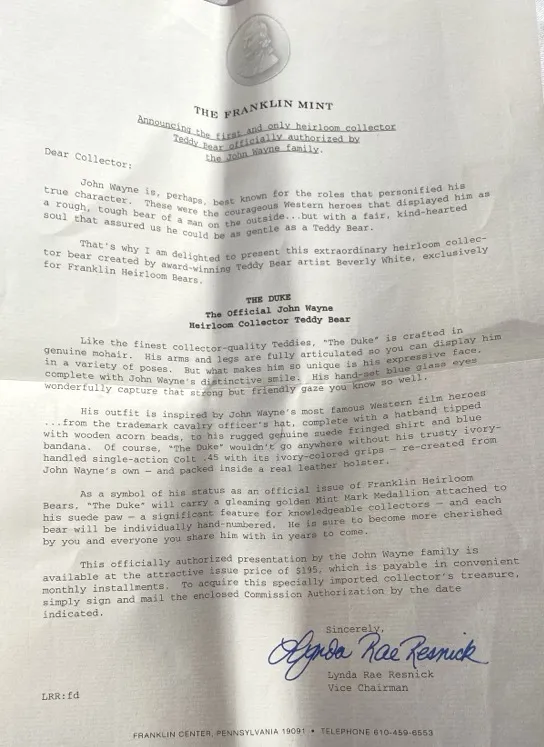 THE FRANKLIN MINT
Announcing the first and only heirloom collector
Teddy Bear officially authorized by
the John Wayne family.
Dear Collector:
John Wayne is, perhaps, best known for the roles that personified his
true character. These were the courageous Western heroes that displayed him as
a rough, tough bear of a man on the outside...but with a fair, kind-hearted
soul that assured us he could be as gentle as a Teddy Bear.
That's why I am delighted to present this extraordinary heirloom collec-
tor bear created by award-winning Teddy Bear artist Beverly White, exclusively
for Franklin Heirloom Bears.
THE DUKE
The Official John Wayne
Heirloom Collector Teddy Bear
Like the finest collector-quality Teddies, "The Duke" is crafted in
genuine mohair. His arms and legs are fully articulated so you can display him
in a variety of poses. But what makes him so unique is his expressive face,
complete with John Wayne's distinctive smile. His hand-set blue glass eyes
wonderfully capture that strong but friendly gaze you know so well.
His outfit is inspired by John Wayne's most famous Western film heroes
...from the trademark cavalry officer's hat, complete with a hatband tipped
with wooden acorn beads, to his rugged genuine suede fringed shirt and blue
bandana. Of course, "The Duke" wouldn't go anywhere without his trusty ivory-
handled single-action Colt .45 with its ivory-colored grips — re-created from
John Wayne's own — and packed inside a real leather holster.
As a symbol of his status as an official issue of Franklin Heirloom
Bears, "The Duke" will carry a gleaming golden Mint Mark Medallion attached to
his suede paw — a significant feature for knowledgeable collectors — and each
bear will be individually hand-numbered. He is sure to become more cherished
by you and everyone you share him with in years to come.
This officially authorized presentation by the John Wayne family is
available at the attractive issue price of $195, which is payable in convenient
monthly installments. To acquire this specially imported collector's treasure,
simply sign and mail the enclosed Commission Authorization by the date
indicated.
Sincerely,
Lynda Rae Resnick
Lynda Rae Resnick
Vice Chairman
LRR:fd
FRANKLIN CENTER, PENNSYLVANIA 19091 • TELEPHONE 610-459-6553